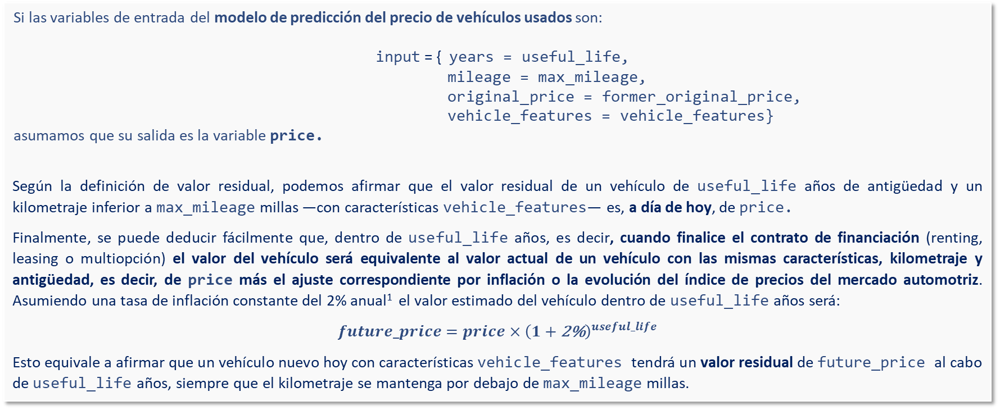 Si las variables de entrada del modelo de predicción del precio de vehículos usados son:
input ={ years = useful_life,
mileage = max_mileage,
original_price = former_original_price,
vehicle_features = vehicle_features}
asumamos que su salida es la variable price.
Según la definición de valor residual, podemos afirmar que el valor residual de un vehículo de useful_life años de antigüedad y un
kilometraje inferior a max_mileage millas —con características vehicle_features— es, a día de hoy, de price.
Finalmente, se puede deducir fácilmente que, dentro de useful_life años, es decir, cuando finalice el contrato de financiación (renting,
leasing o multiopción) el valor del vehículo será equivalente al valor actual de un vehículo con las mismas características, kilometraje y
antigüedad, es decir, de price más el ajuste correspondiente por inflación o la evolución del índice de precios del mercado automotriz.
Asumiendo una tasa de inflación constante del 2% anual¹ el valor estimado del vehículo dentro de useful_life años será:
future_price = price × (1 + 2%)^useful_life
Esto equivale a afirmar que un vehículo nuevo hoy con características vehicle_features tendrá un valor residual de future_price al cabo
de useful_life años, siempre que el kilometraje se mantenga por debajo de max_mileage millas.